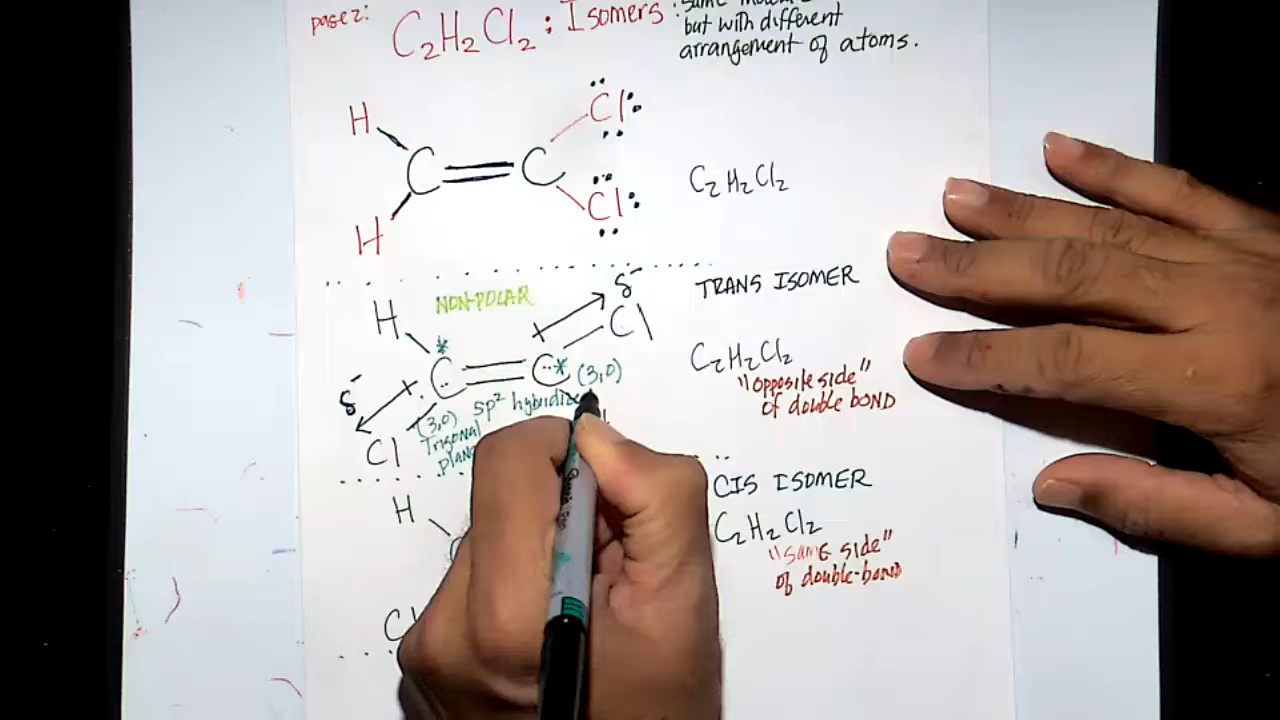 page 2:
C2H2Cl2 : Isomers : same
but with different
arrangement of atoms.
H
Cl
C
C
H
Cl
C2H2Cl2
TRANS ISOMER
NON-POLAR
δ-
H
Cl
C*
C*
(3,0)
C2H2Cl2
"opposite side"
of double BOND
δ-
sp2
(3,0)
Trigonal
Cl
CIS ISOMER
H
C2H2Cl2
"same side"
of double-bond